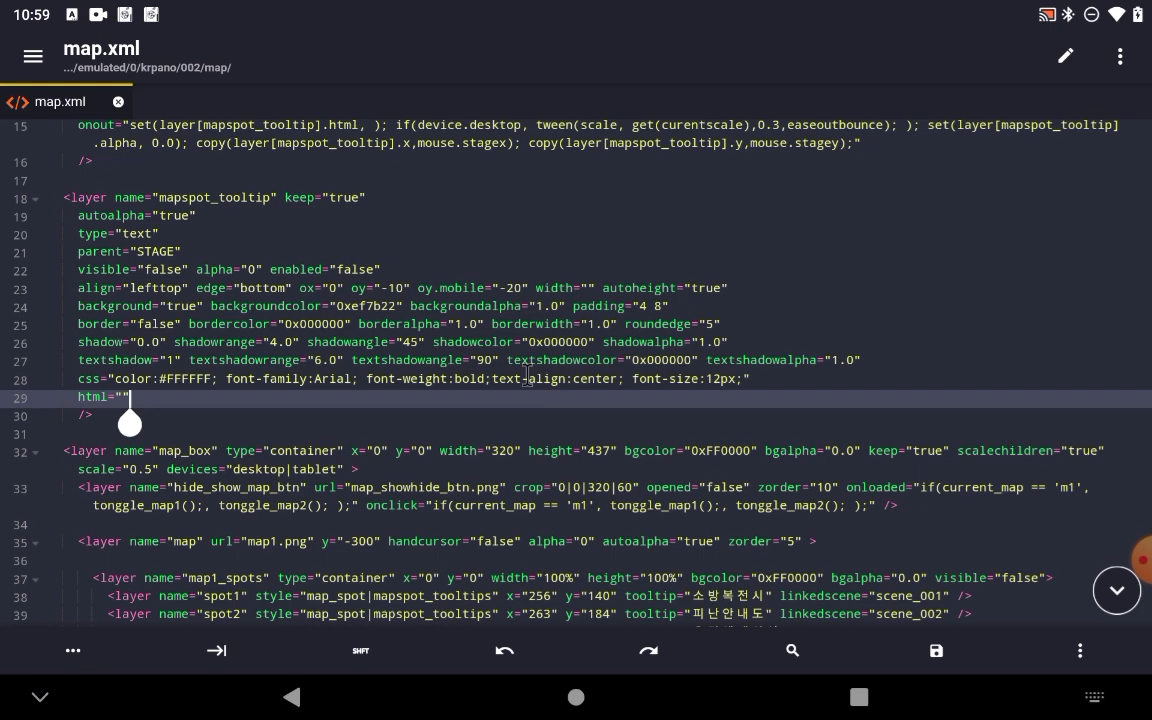 10:59
map.xml
.../emulated/0/krpano/002/map/
</> map.xml
15 onout="set(layer[mapspot_tooltip].html, ); if(device.desktop, tween(scale, get(curentscale),0.3,easeoutbounce); ); set(layer[mapspot_tooltip]
.alpha, 0.0); copy(layer[mapspot_tooltip].x,mouse.stagex); copy(layer[mapspot_tooltip].y,mouse.stagey);"
16 />
17
18 <layer name="mapspot_tooltip" keep="true"
19 autoalpha="true"
20 type="text"
21 parent="STAGE"
22 visible="false" alpha="0" enabled="false"
23 align="lefttop" edge="bottom" ox="0" oy="-10" oy.mobile="-20" width="" autoheight="true"
24 background="true" backgroundcolor="0xef7b22" backgroundalpha="1.0" padding="4 8"
25 border="false" bordercolor="0x000000" borderalpha="1.0" borderwidth="1.0" roundedge="5"
26 shadow="0.0" shadowrange="4.0" shadowangle="45" shadowcolor="0x000000" shadowalpha="1.0"
27 textshadow="1" textshadowrange="6.0" textshadowangle="90" textshadowcolor="0x000000" textshadowalpha="1.0"
28 css="color:#FFFFFF; font-family:Arial; font-weight:bold;text-align:center; font-size:12px;"
29 html=""
30 />
31
32 <layer name="map_box" type="container" x="0" y="0" width="320" height="437" bgcolor="0xFF0000" bgalpha="0.0" keep="true" scalechildren="true"
scale="0.5" devices="desktop|tablet" >
33 <layer name="hide_show_map_btn" url="map_showhide_btn.png" crop="0|0|320|60" opened="false" zorder="10" onloaded="if(current_map == 'm1',
tonggle_map1();, tonggle_map2(); );" onclick="if(current_map == 'm1', tonggle_map1();, tonggle_map2(); );" />
34
35 <layer name="map" url="map1.png" y="-300" handcursor="false" alpha="0" autoalpha="true" zorder="5" >
36
37 <layer name="map1_spots" type="container" x="0" y="0" width="100%" height="100%" bgcolor="0xFF0000" bgalpha="0.0" visible="false">
38 <layer name="spot1" style="map_spot|mapspot_tooltips" x="256" y="140" tooltip="소방복전시" linkedscene="scene_001" />
39 <layer name="spot2" style="map_spot|mapspot_tooltips" x="263" y="184" tooltip="피난안내도" linkedscene="scene_002" />
SHFT